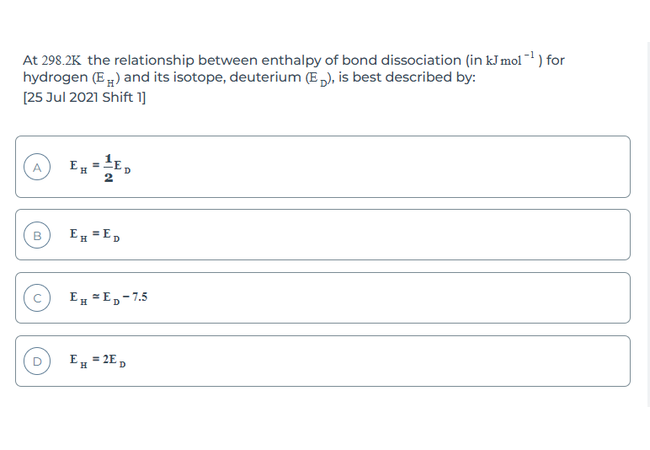 At 298.2K the relationship between enthalpy of bond dissociation (in kJ mol⁻¹) for
hydrogen (E_H) and its isotope, deuterium (E_D), is best described by:
[25 Jul 2021 Shift 1]
A E_H = 1/2 E_D
B E_H = E_D
C E_H ≃ E_D − 7.5
D E_H = 2E_D